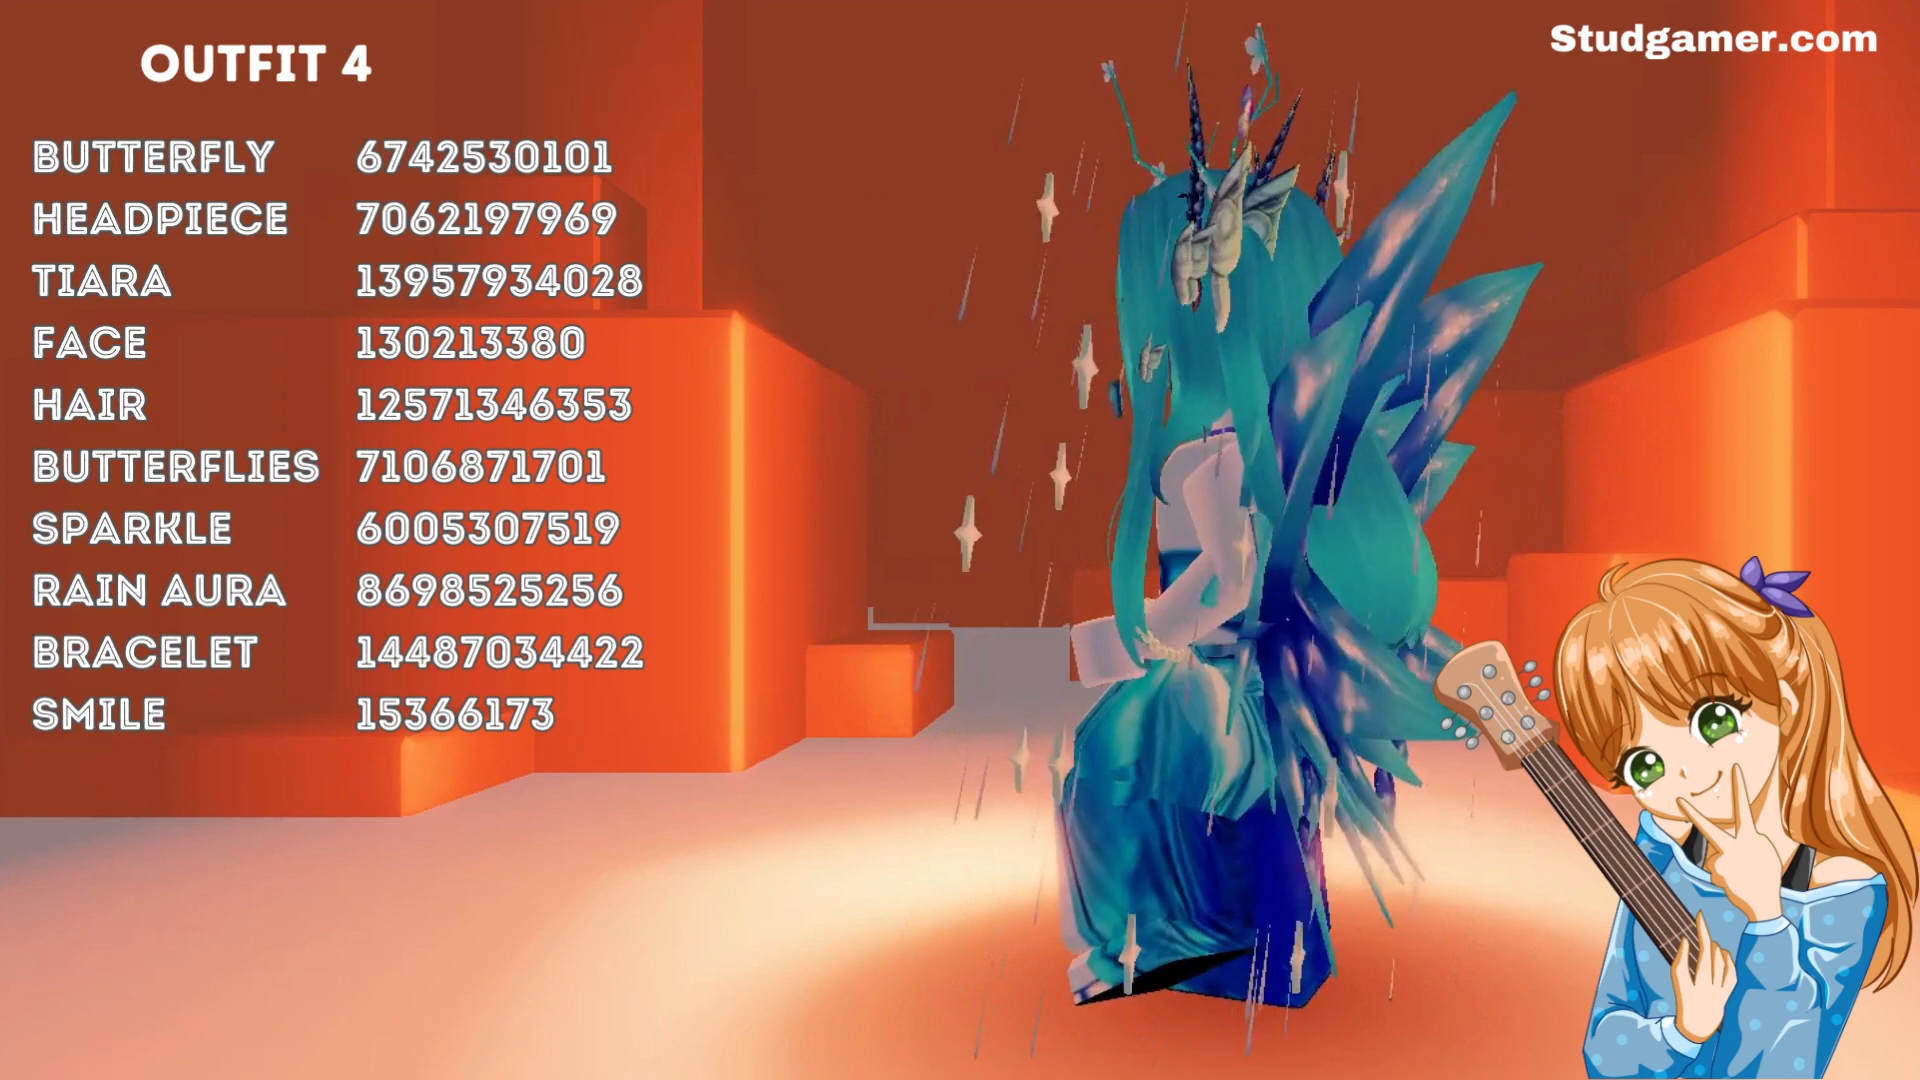 OUTFIT 4
Studgamer.com
BUTTERFLY 6742530101
HEADPIECE 7062197969
TIARA 13957934028
FACE 130213380
HAIR 12571346353
BUTTERFLIES 7106871701
SPARKLE 6005307519
RAIN AURA 8698525256
BRACELET 14487034422
SMILE 15366173